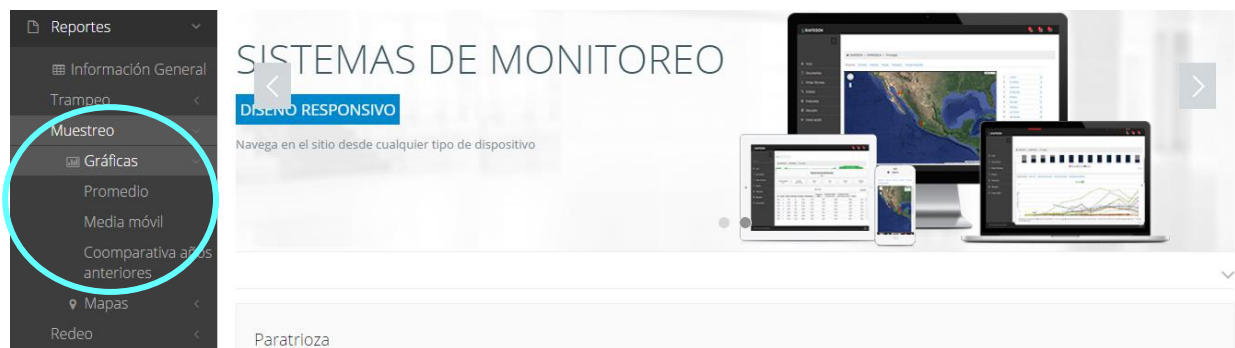 Reportes
Información General
Trampeo
Muestreo
Gráficas
Promedio
Media móvil
Coomparativa años
anteriores
Mapas
Redeo
SISTEMAS DE MONITOREO
DISEÑO RESPONSIVO
Navega en el sitio desde cualquier tipo de dispositivo
Paratrioza